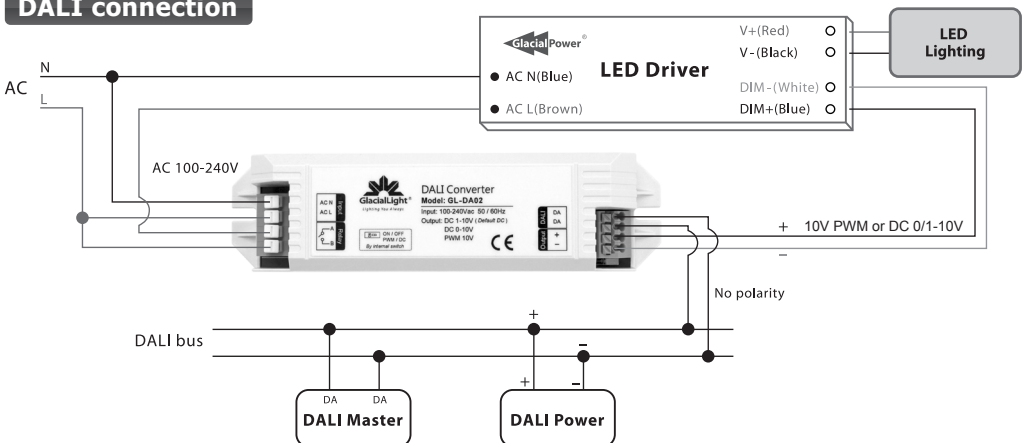 DALI connection
GlacialPower®
LED Driver
AC N(Blue)
AC L(Brown)
V+(Red)
V-(Black)
DIM-(White)
DIM+(Blue)
LED
Lighting
AC
N
L
AC 100-240V
AC N
AC L
Input
A
B
Relay
GlacialLight®
Lighting You Always
DALI Converter
Model: GL-DA02
Input: 100-240Vac 50 / 60Hz
Output: DC 1-10V (Default DC)
DC 0-10V
PWM 10V
ON / OFF
PWM / DC
By internal switch
CE
DALI
DA
DA
Output
+
-
+ 10V PWM or DC 0/1-10V
–
No polarity
DALI bus
+
–
DA DA
DALI Master
+ –
DALI Power